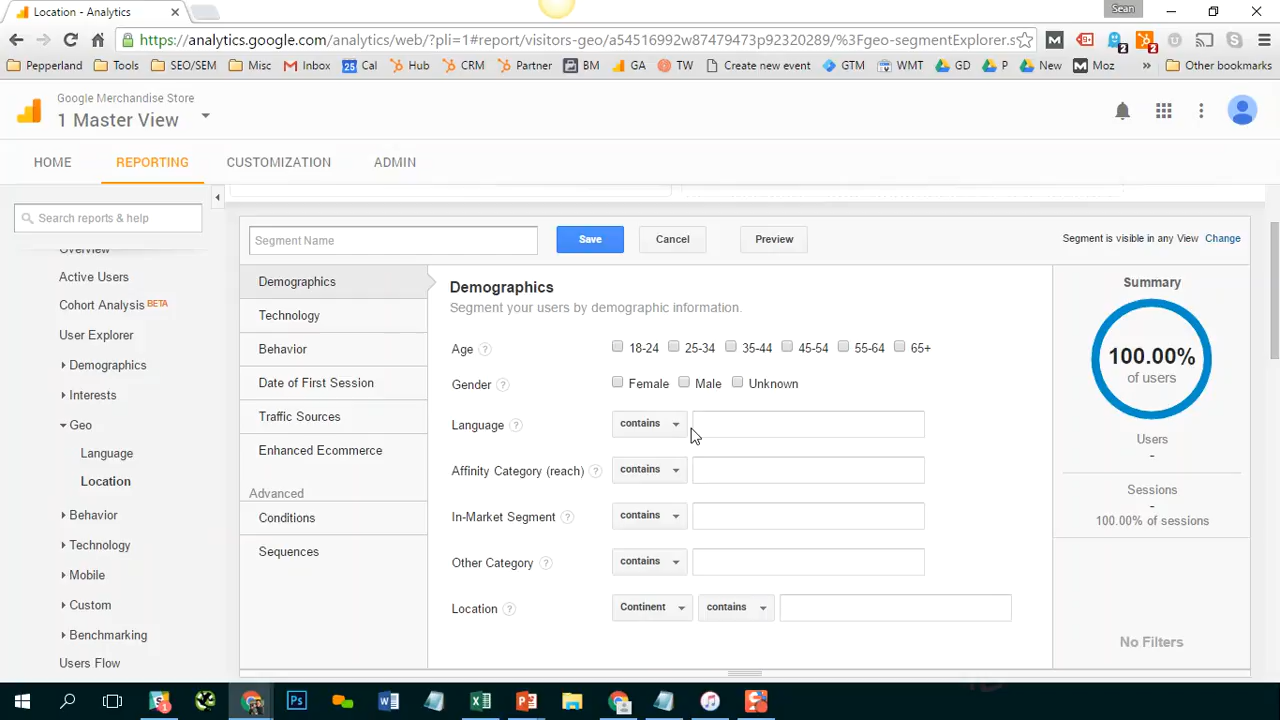 Location - Analytics
Sean
https://analytics.google.com/analytics/web/?pli=1#report/visitors-geo/a54516992w87479473p92320289/%3Fgeo-segmentExplorer.s
Pepperland Tools SEO/SEM Misc Inbox 25 Cal Hub CRM Partner BM GA TW Create new event GTM WMT GD P New Moz » Other bookmarks
Google Merchandise Store
1 Master View
HOME REPORTING CUSTOMIZATION ADMIN
Search reports & help
Overview
Active Users
Cohort Analysis BETA
User Explorer
Demographics
Interests
Geo
Language
Location
Behavior
Technology
Mobile
Custom
Benchmarking
Users Flow
Segment Name Save Cancel Preview Segment is visible in any View Change
Demographics
Technology
Behavior
Date of First Session
Traffic Sources
Enhanced Ecommerce
Advanced
Conditions
Sequences
Demographics
Segment your users by demographic information.
Age ? 18-24 25-34 35-44 45-54 55-64 65+
Gender ? Female Male Unknown
Language ? contains
Affinity Category (reach) ? contains
In-Market Segment ? contains
Other Category ? contains
Location ? Continent contains
Summary
100.00%
of users
Users
-
Sessions
-
100.00% of sessions
No Filters